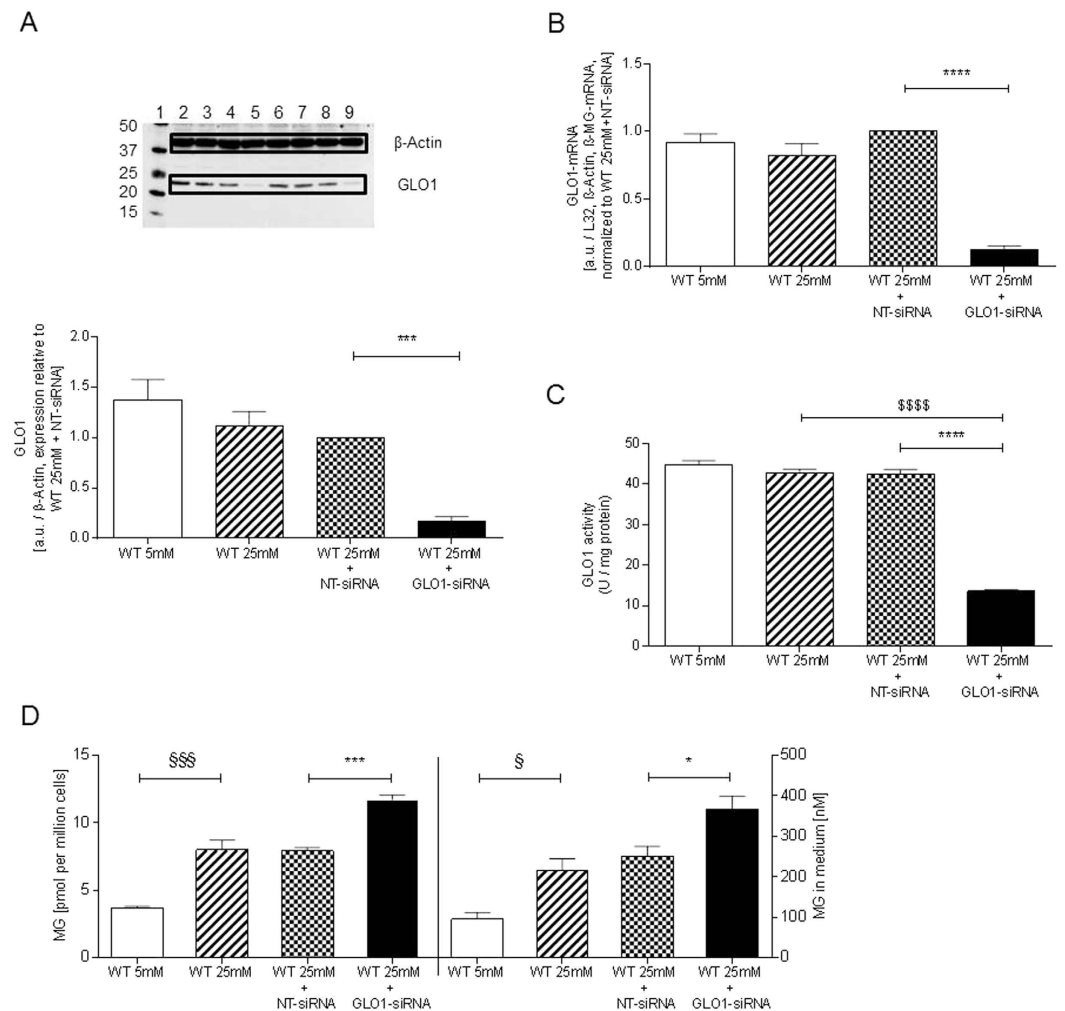 A
1 2 3 4 5 6 7 8 9
50
37
25
20
15
β-Actin
GLO1
GLO1
[a.u. / β-Actin, expression relative to
WT 25mM + NT-siRNA]
2.0
1.5
1.0
0.5
0.0
***
WT 5mM
WT 25mM
WT 25mM
+
NT-siRNA
WT 25mM
+
GLO1-siRNA
B
GLO1-mRNA
[a.u. / L32, ß-Actin, ß-MG-mRNA,
normalized to WT 25mM +NT-siRNA]
1.5
1.0
0.5
0.0
****
WT 5mM
WT 25mM
WT 25mM
+
NT-siRNA
WT 25mM
+
GLO1-siRNA
C
GLO1 activity
(U / mg protein)
50
40
30
20
10
0
$$$$
****
WT 5mM
WT 25mM
WT 25mM
+
NT-siRNA
WT 25mM
+
GLO1-siRNA
D
MG [pmol per million cells]
15
10
5
0
§§§
***
WT 5mM
WT 25mM
WT 25mM
+
NT-siRNA
WT 25mM
+
GLO1-siRNA
§
*
WT 5mM
WT 25mM
WT 25mM
+
NT-siRNA
WT 25mM
+
GLO1-siRNA
500
400
300
200
100
0
MG in medium [nM]